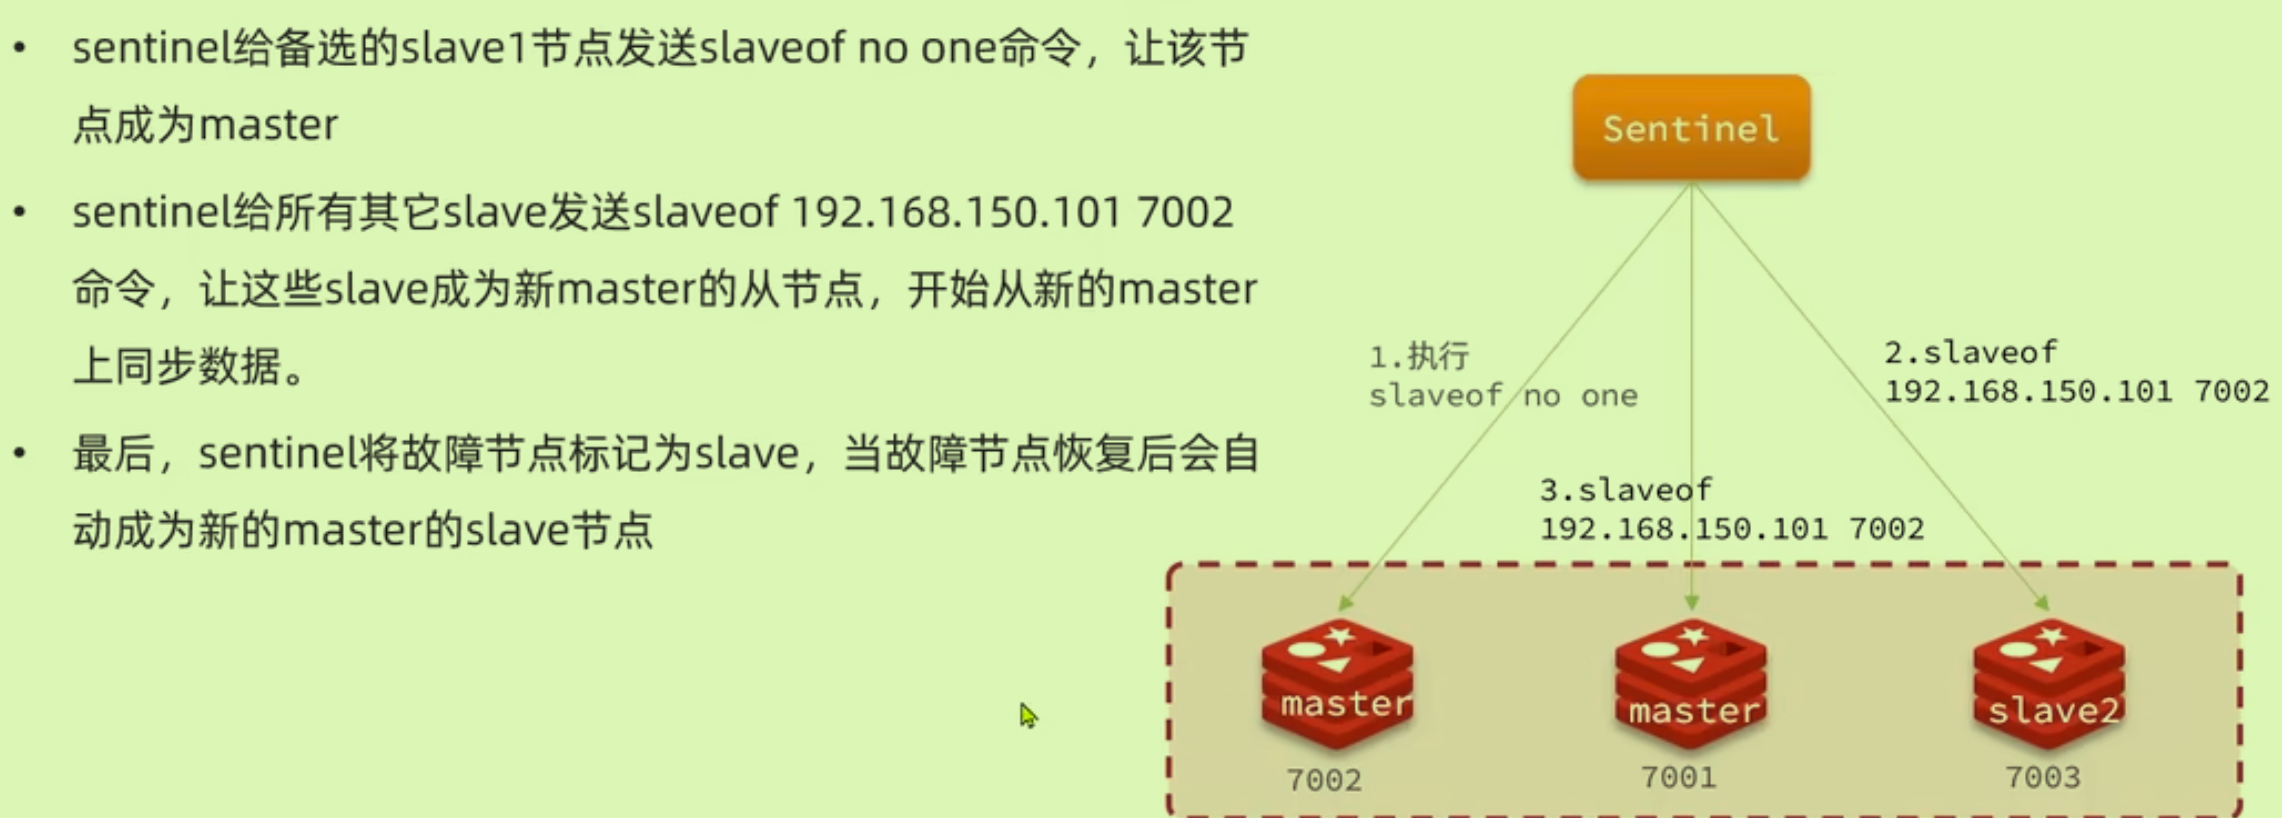 • sentinel给备选的slave1节点发送slaveof no one命令，让该节
点成为master
• sentinel给所有其它slave发送slaveof 192.168.150.101 7002
命令，让这些slave成为新master的从节点，开始从新的master
上同步数据。
• 最后，sentinel将故障节点标记为slave，当故障节点恢复后会自
动成为新的master的slave节点
Sentinel
1.执行
slaveof no one
2.slaveof
192.168.150.101 7002
3.slaveof
192.168.150.101 7002
master
master
slave2
7002
7001
7003